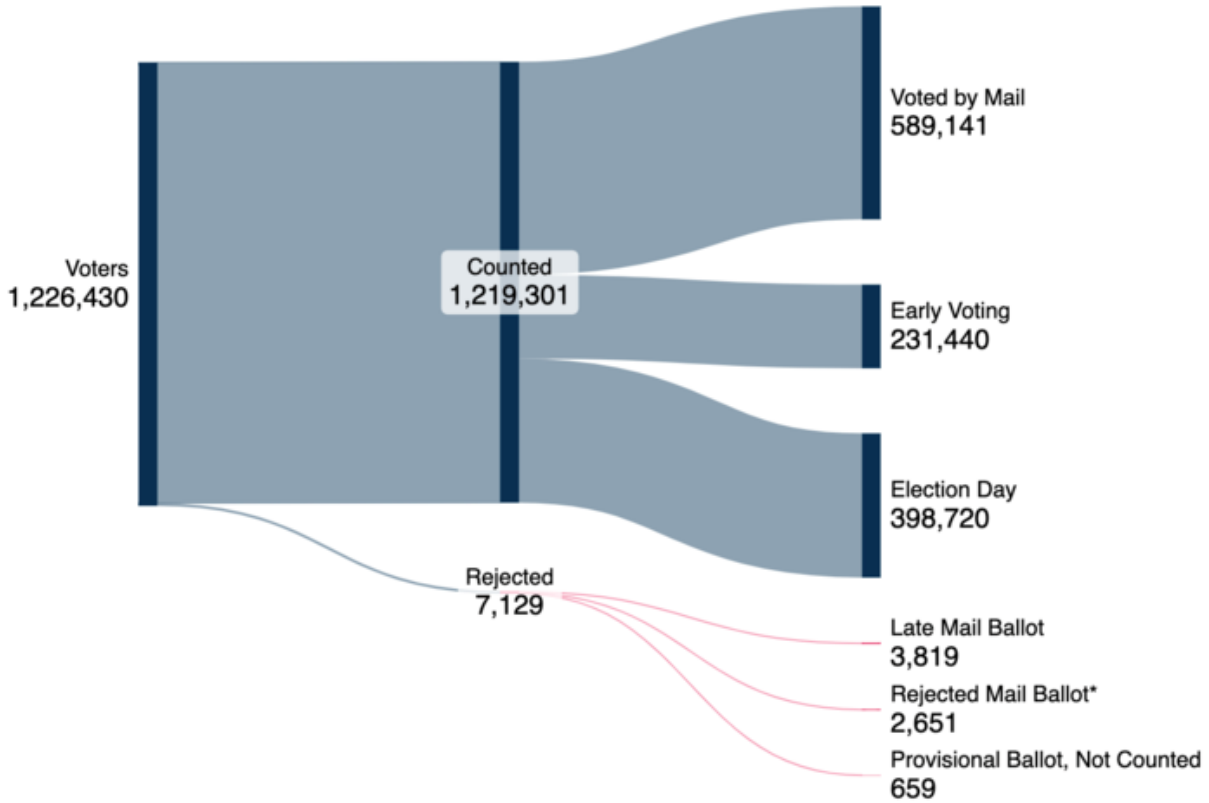 Voters
1,226,430
Counted
1,219,301
Rejected
7,129
Voted by Mail
589,141
Early Voting
231,440
Election Day
398,720
Late Mail Ballot
3,819
Rejected Mail Ballot*
2,651
Provisional Ballot, Not Counted
659